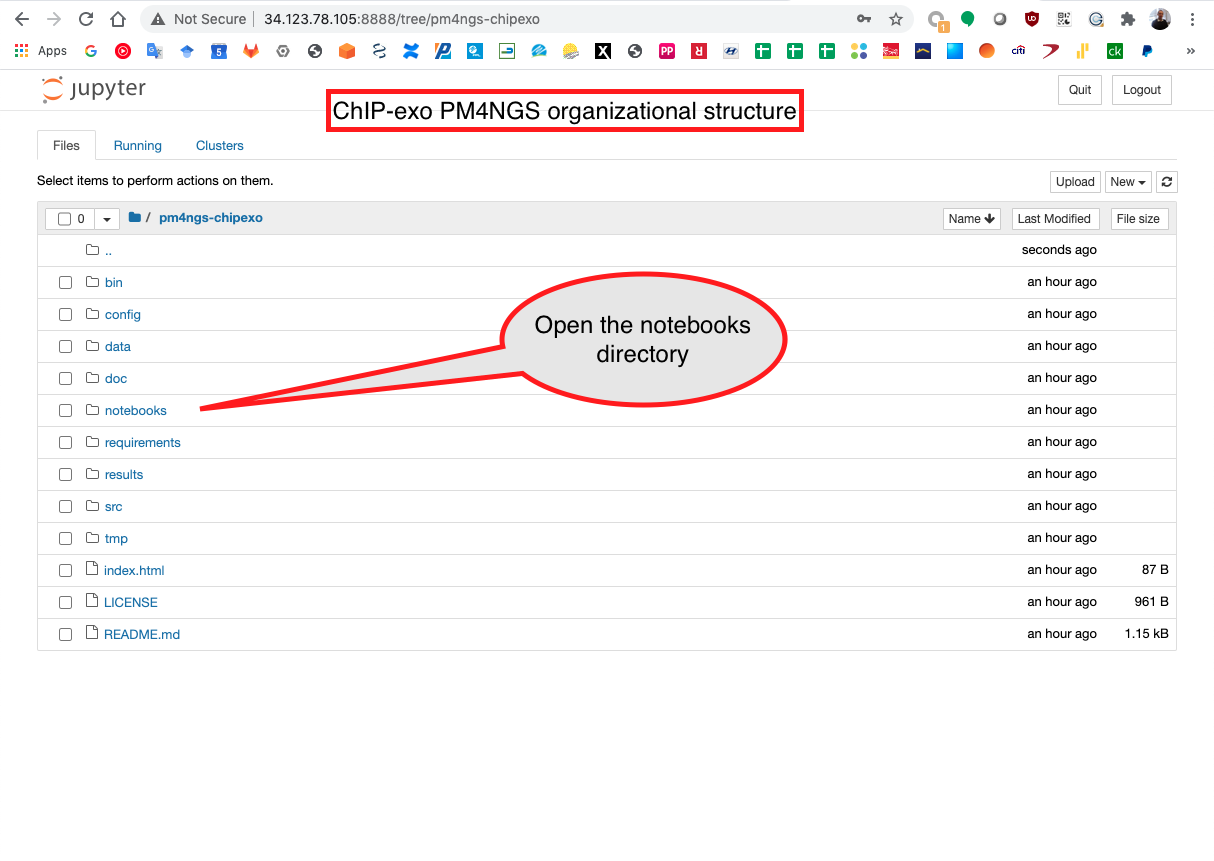 Not Secure 34.123.78.105:8888/tree/pm4ngs-chipexo
1
Apps G 5 X PP citi ck »
jupyter
Quit Logout
ChIP-exo PM4NGS organizational structure
Files Running Clusters
Select items to perform actions on them.
Upload New
0 / pm4ngs-chipexo Name Last Modified File size
.. seconds ago
bin an hour ago
config an hour ago
data an hour ago
doc an hour ago
notebooks an hour ago
requirements an hour ago
results an hour ago
src an hour ago
tmp an hour ago
index.html an hour ago 87 B
LICENSE an hour ago 961 B
README.md an hour ago 1.15 kB
Open the notebooks
directory